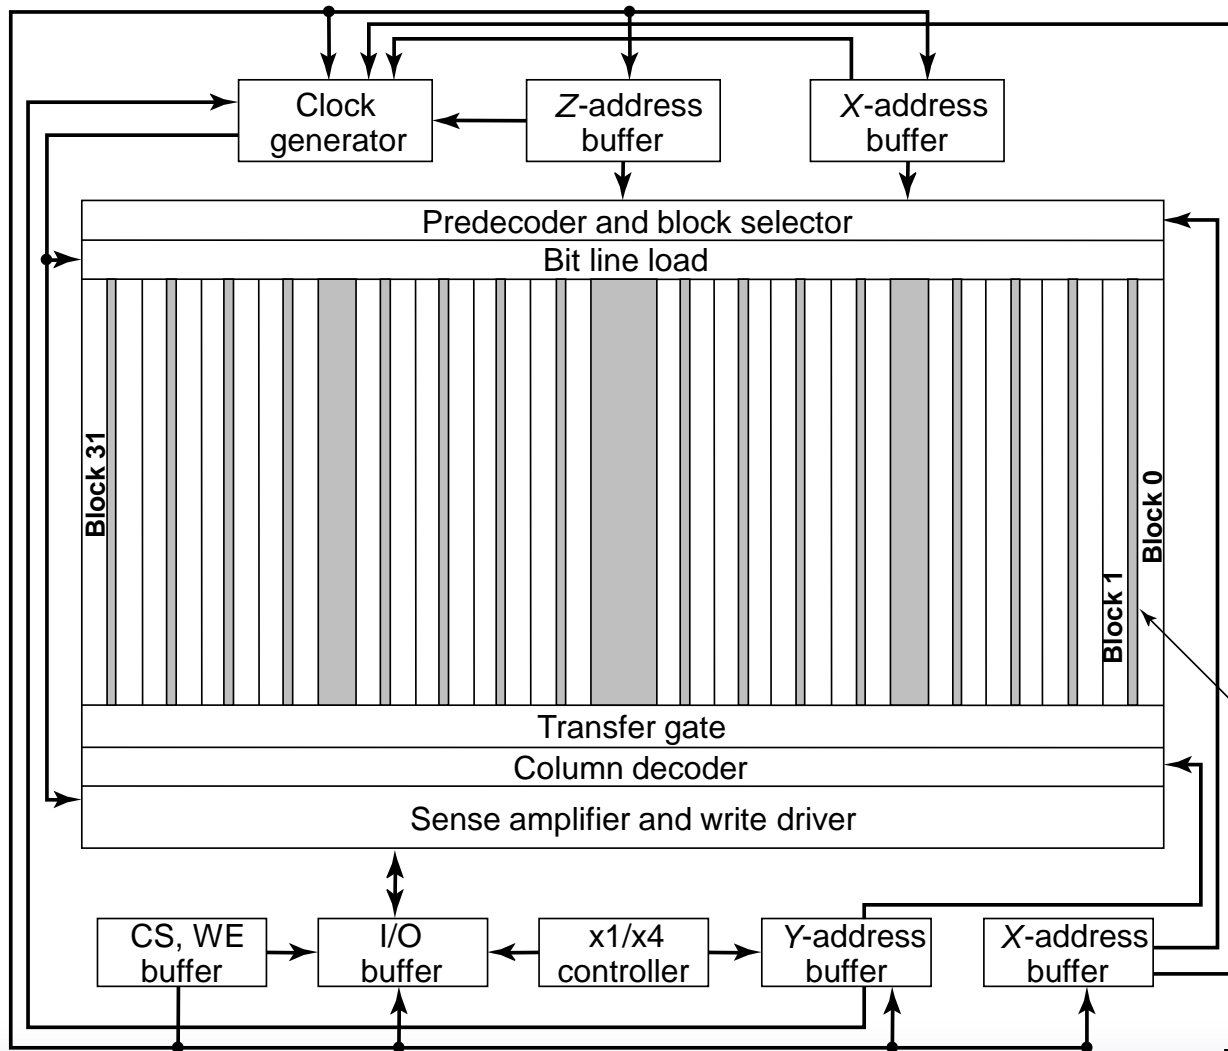 Clock
generator
Z-address
buffer
X-address
buffer
Predecoder and block selector
Bit line load
Block 31
Block 0
Block 1
Transfer gate
Column decoder
Sense amplifier and write driver
CS, WE
buffer
I/O
buffer
x1/x4
controller
Y-address
buffer
X-address
buffer